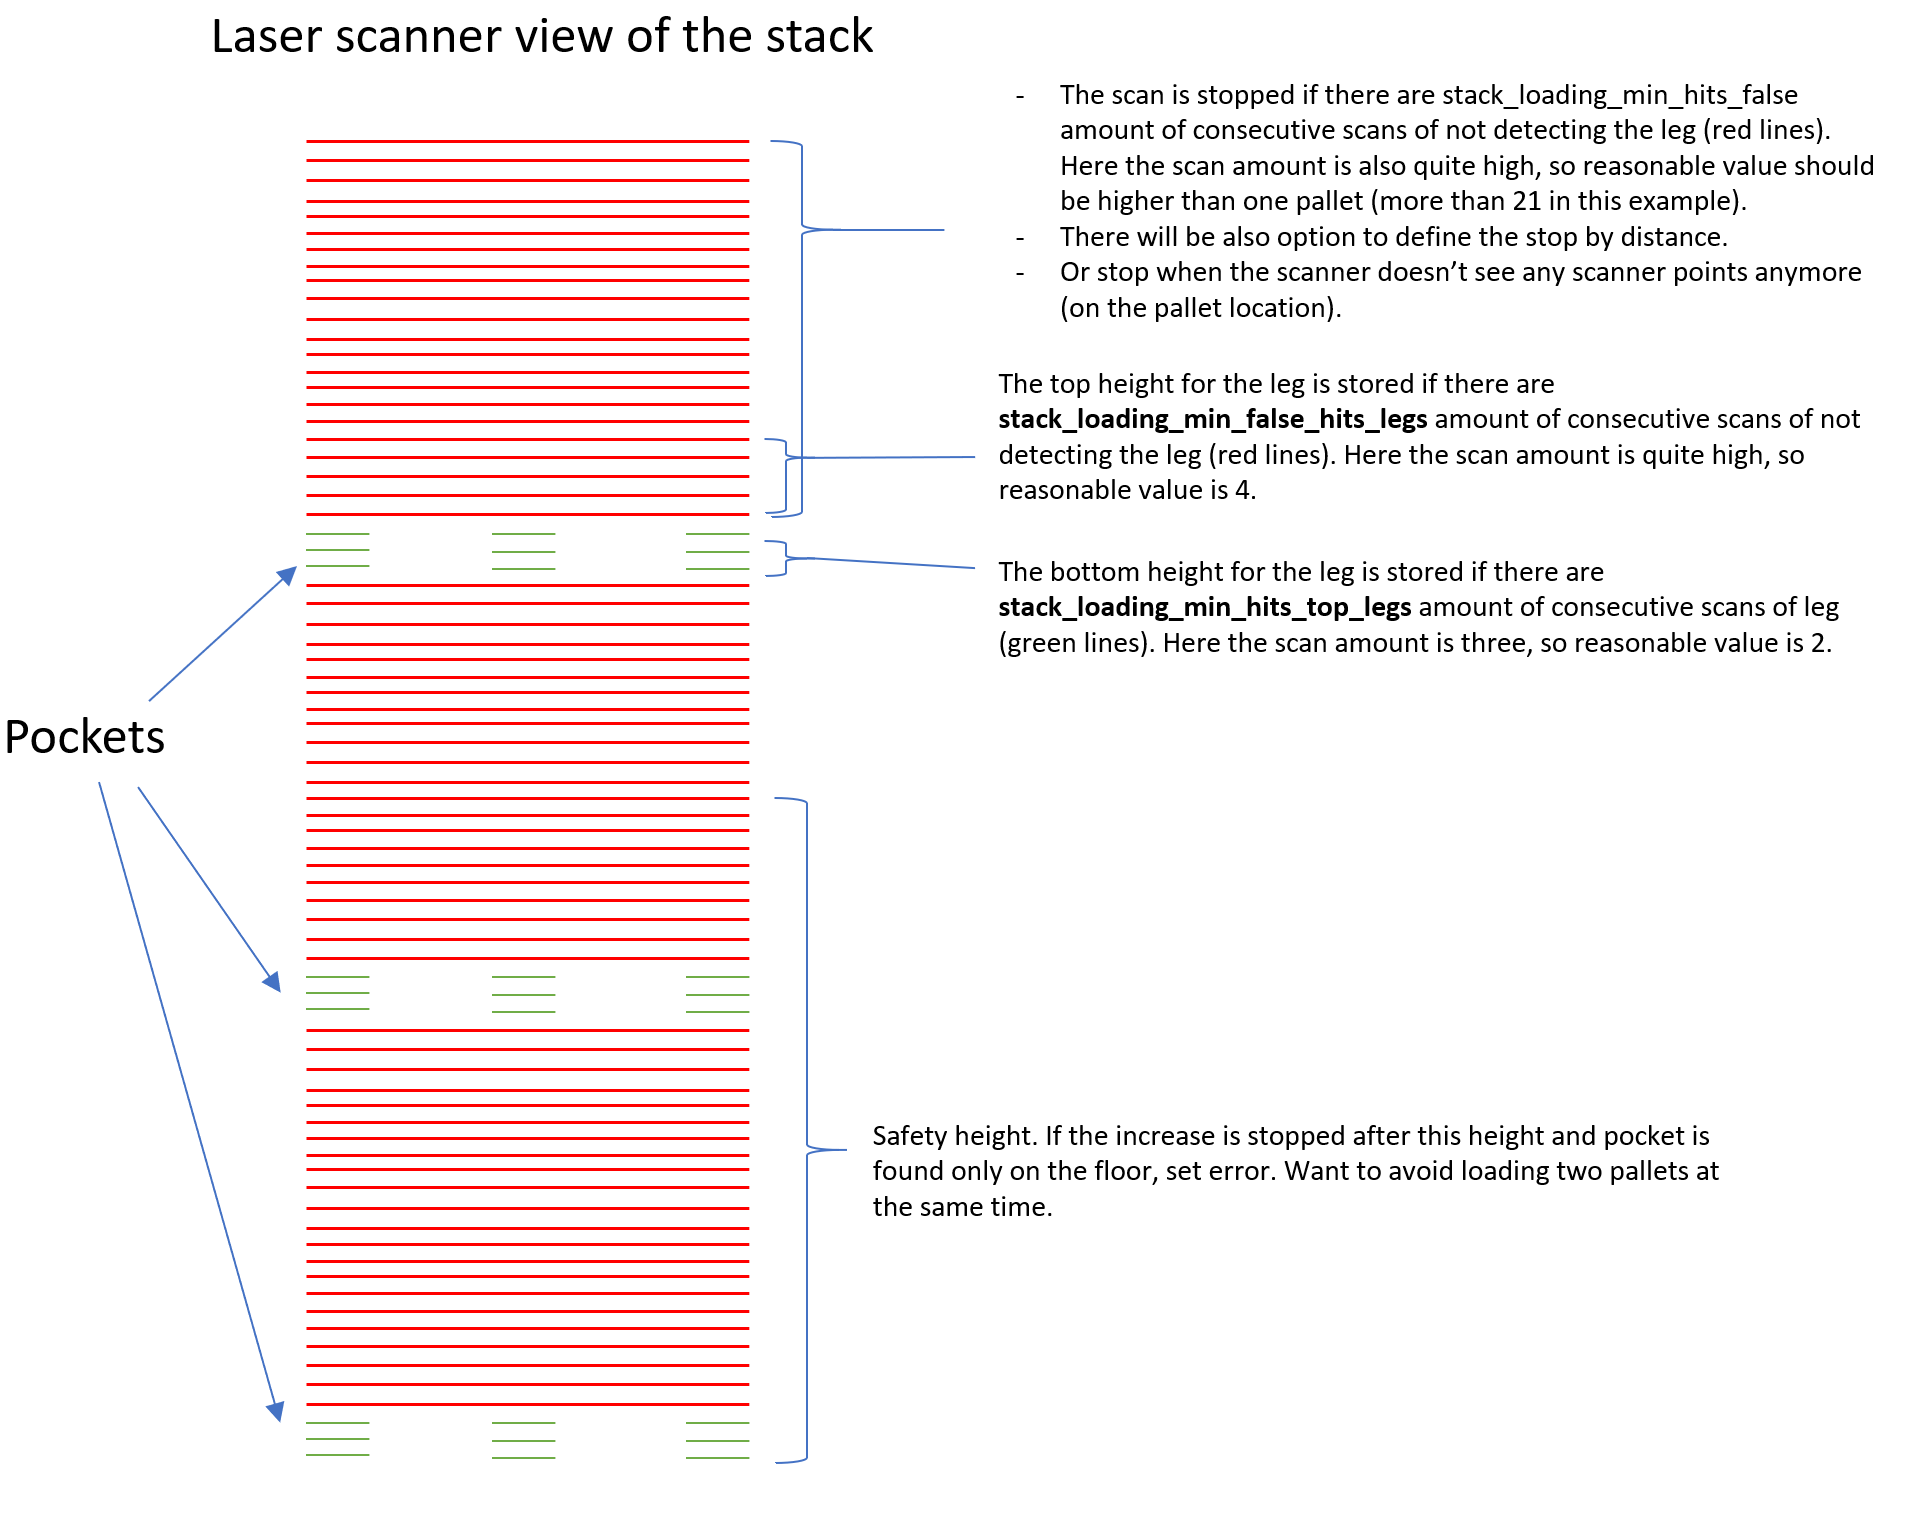 Laser scanner view of the stack
- The scan is stopped if there are stack_loading_min_hits_false
amount of consecutive scans of not detecting the leg (red lines).
Here the scan amount is also quite high, so reasonable value should
be higher than one pallet (more than 21 in this example).
- There will be also option to define the stop by distance.
- Or stop when the scanner doesn’t see any scanner points anymore
(on the pallet location).
The top height for the leg is stored if there are
stack_loading_min_false_hits_legs amount of consecutive scans of not
detecting the leg (red lines). Here the scan amount is quite high, so
reasonable value is 4.
The bottom height for the leg is stored if there are
stack_loading_min_hits_top_legs amount of consecutive scans of leg
(green lines). Here the scan amount is three, so reasonable value is 2.
Pockets
Safety height. If the increase is stopped after this height and pocket is
found only on the floor, set error. Want to avoid loading two pallets at
the same time.